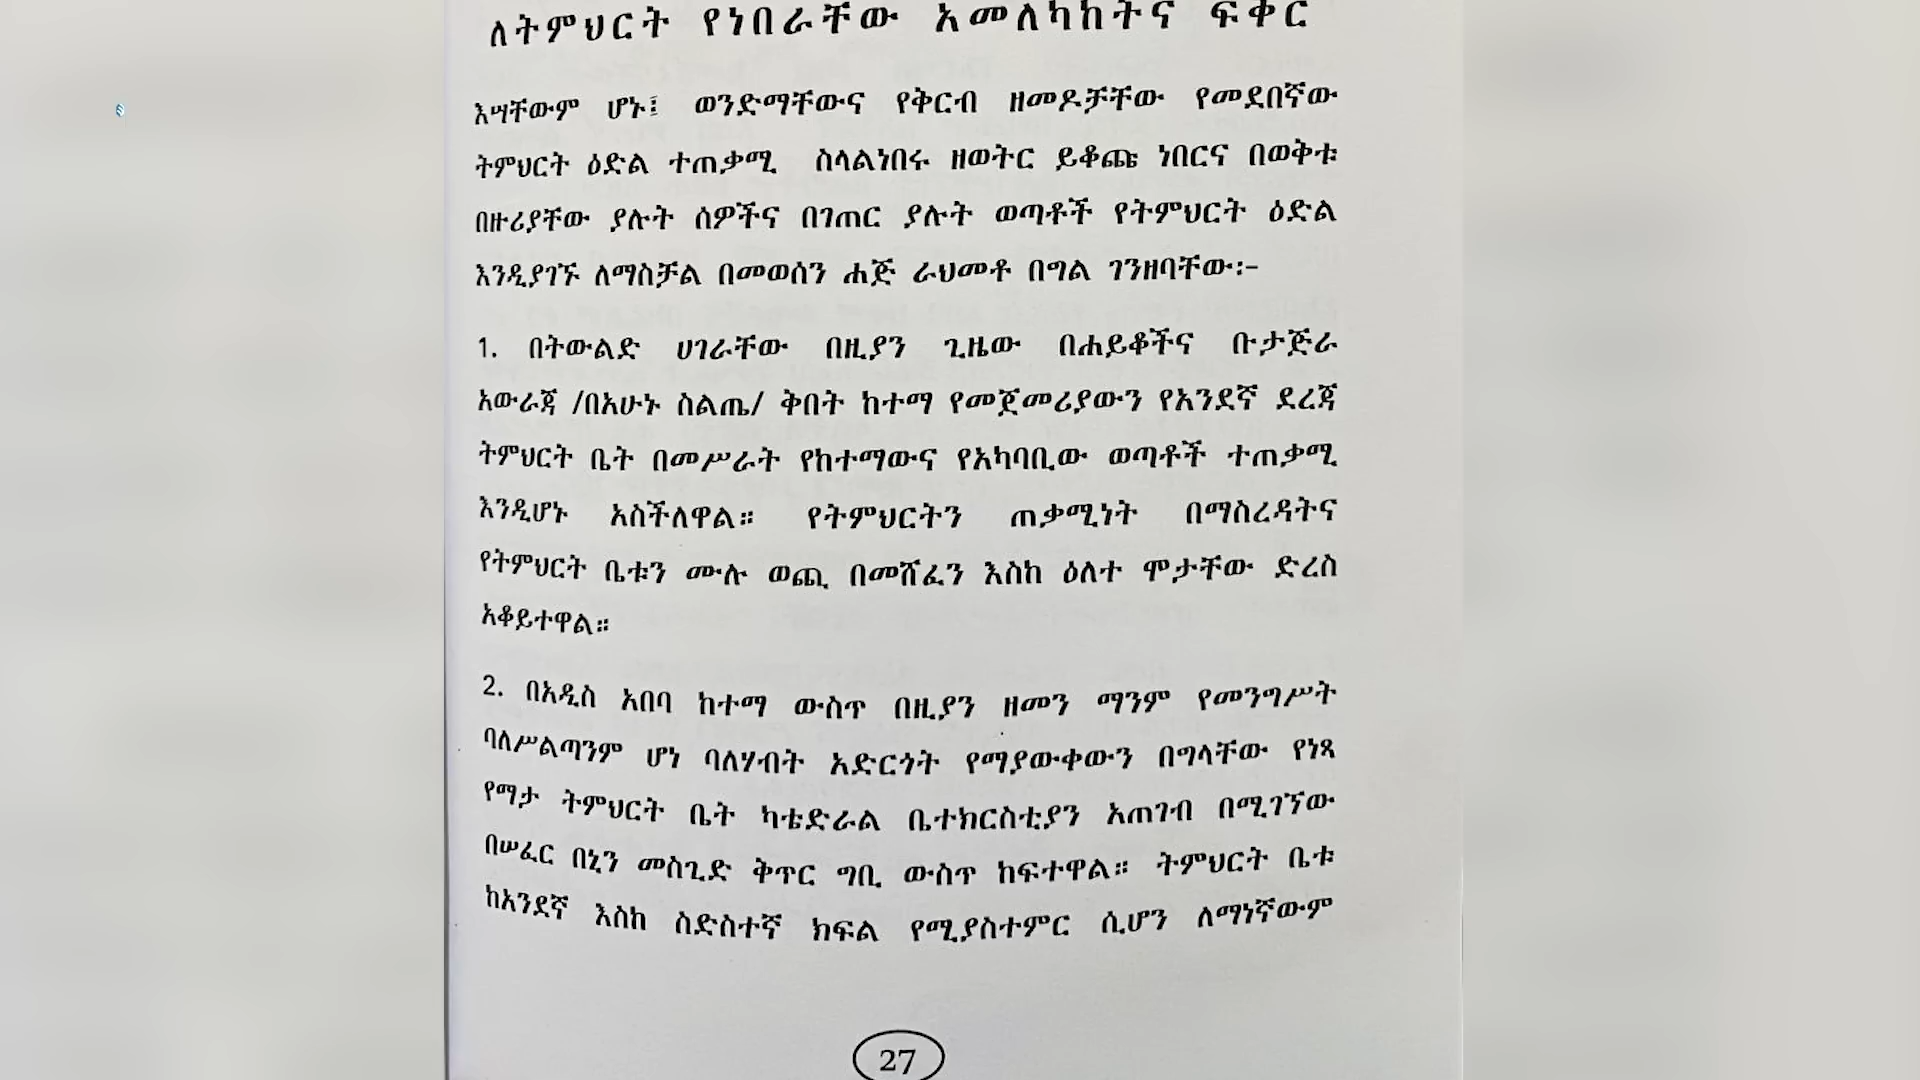 ለትምህርት የነበራቸው አመለካከትና ፍቅር
እሣቸውም ሆኑ፤ ወንድማቸውና የቅርብ ዘመዶቻቸው የመደበኛው
ትምህርት ዕድል ተጠቃሚ ስላልነበሩ ዘወትር ይቆጩ ነበርና በወቅቱ
በዙሪያቸው ያሉት ሰዎችና በገጠር ያሉት ወጣቶች የትምህርት ዕድል
እንዲያገኙ ለማስቻል በመወሰን ሐጅ ራህመቶ በግል ገንዘባቸው፡-
1. በትውልድ ሀገራቸው በዚያን ጊዜው በሐይቆችና ቡታጅራ
አውራጃ /በአሁኑ ስልጤ/ ቅበት ከተማ የመጀመሪያውን የአንደኛ ደረጃ
ትምህርት ቤት በመሥራት የከተማውና የአካባቢው ወጣቶች ተጠቃሚ
እንዲሆኑ አስችለዋል። የትምህርትን ጠቃሚነት በማስረዳትና
የትምህርት ቤቱን ሙሉ ወጪ በመሸፈን እስከ ዕለተ ሞታቸው ድረስ
አቆይተዋል።
2. በአዲስ አበባ ከተማ ውስጥ በዚያን ዘመን ማንም የመንግሥት
ባለሥልጣንም ሆነ ባለሃብት አድርጎት የማያውቀውን በግላቸው የነጻ
የማታ ትምህርት ቤት ካቴድራል ቤተክርስቲያን አጠገብ በሚገኘው
በሠፈር በኒን መስጊድ ቅጥር ግቢ ውስጥ ከፍተዋል። ትምህርት ቤቱ
ከአንደኛ እስከ ስድስተኛ ክፍል የሚያስተምር ሲሆን ለማነኛውም
27